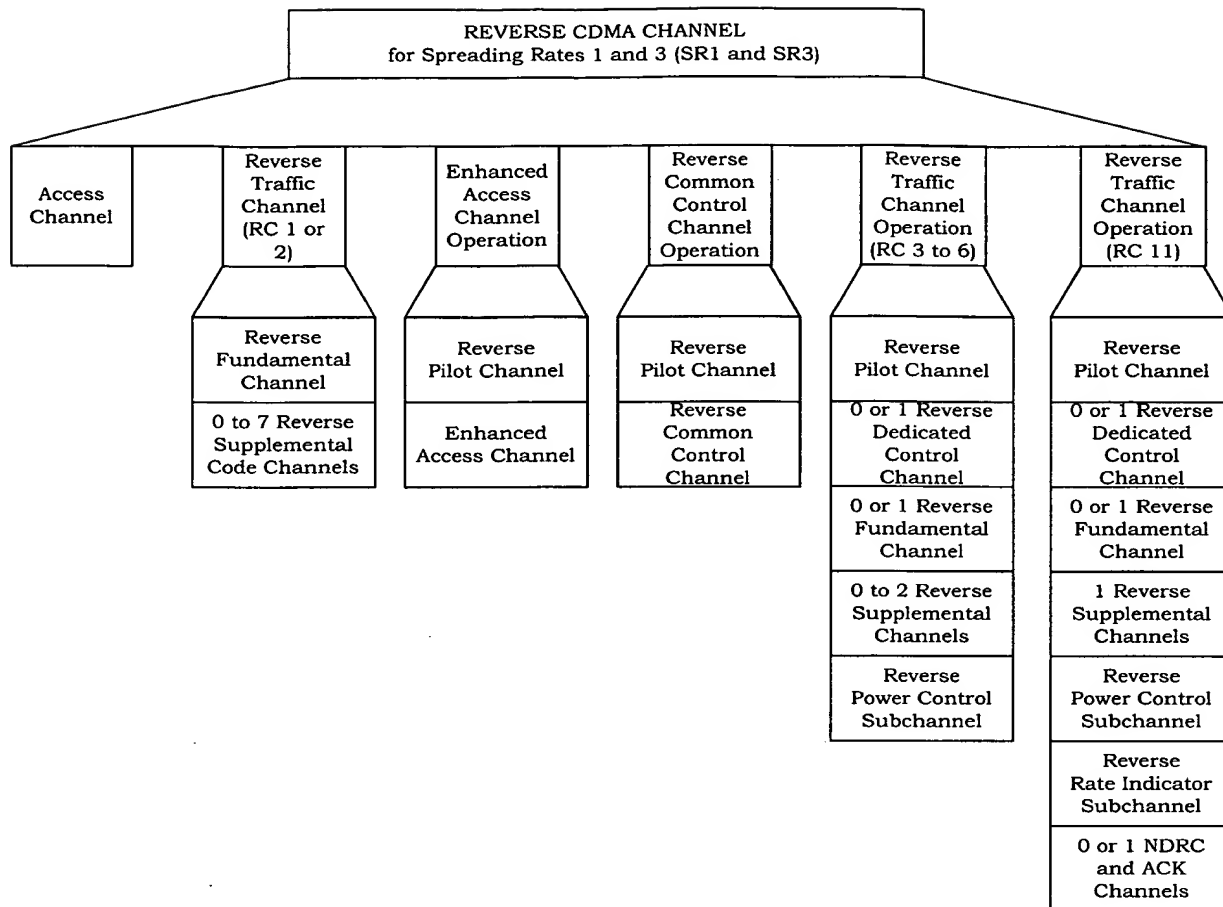 REVERSE CDMA CHANNEL
for Spreading Rates 1 and 3 (SR1 and SR3)
Access
Channel
Reverse
Traffic
Channel
(RC 1 or
2)
Enhanced
Access
Channel
Operation
Reverse
Common
Control
Channel
Operation
Reverse
Traffic
Channel
Operation
(RC 3 to 6)
Reverse
Traffic
Channel
Operation
(RC 11)
Reverse
Fundamental
Channel
0 to 7 Reverse
Supplemental
Code Channels
Reverse
Pilot Channel
Enhanced
Access Channel
Reverse
Pilot Channel
Reverse
Common
Control
Channel
Reverse
Pilot Channel
0 or 1 Reverse
Dedicated
Control
Channel
0 or 1 Reverse
Fundamental
Channel
0 to 2 Reverse
Supplemental
Channels
Reverse
Power Control
Subchannel
Reverse
Pilot Channel
0 or 1 Reverse
Dedicated
Control
Channel
0 or 1 Reverse
Fundamental
Channel
1 Reverse
Supplemental
Channels
Reverse
Power Control
Subchannel
Reverse
Rate Indicator
Subchannel
0 or 1 NDRC
and ACK
Channels